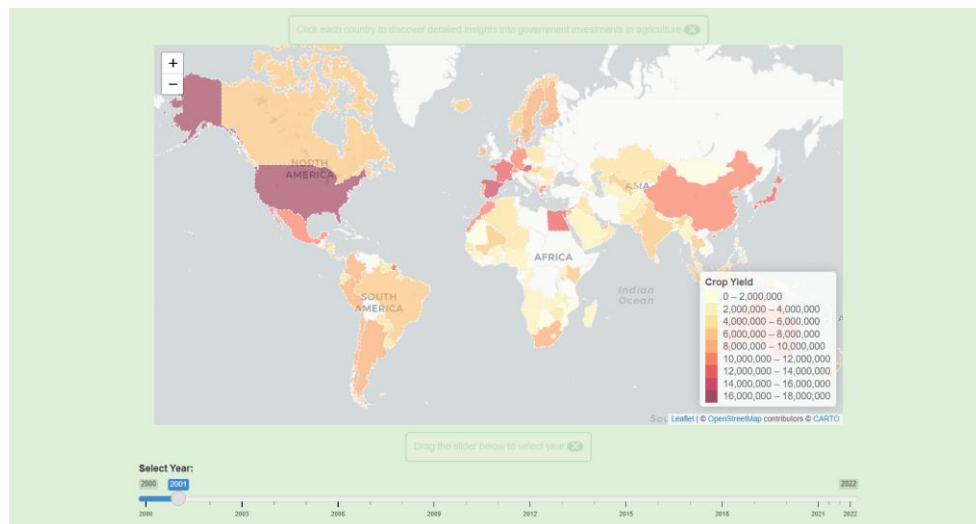 Click each country to discover detailed insights into government investments in agriculture
+
−
NORTH
AMERICA
ASIA
AFRICA
SOUTH
AMERICA
Indian
Ocean
Crop Yield
0 – 2,000,000
2,000,000 – 4,000,000
4,000,000 – 6,000,000
6,000,000 – 8,000,000
8,000,000 – 10,000,000
10,000,000 – 12,000,000
12,000,000 – 14,000,000
14,000,000 – 16,000,000
16,000,000 – 18,000,000
Leaflet | © OpenStreetMap contributors © CARTO
Drag the slider below to select year
Select Year:
2000 2001 2022
2000 2003 2006 2009 2012 2015 2018 2021 2022